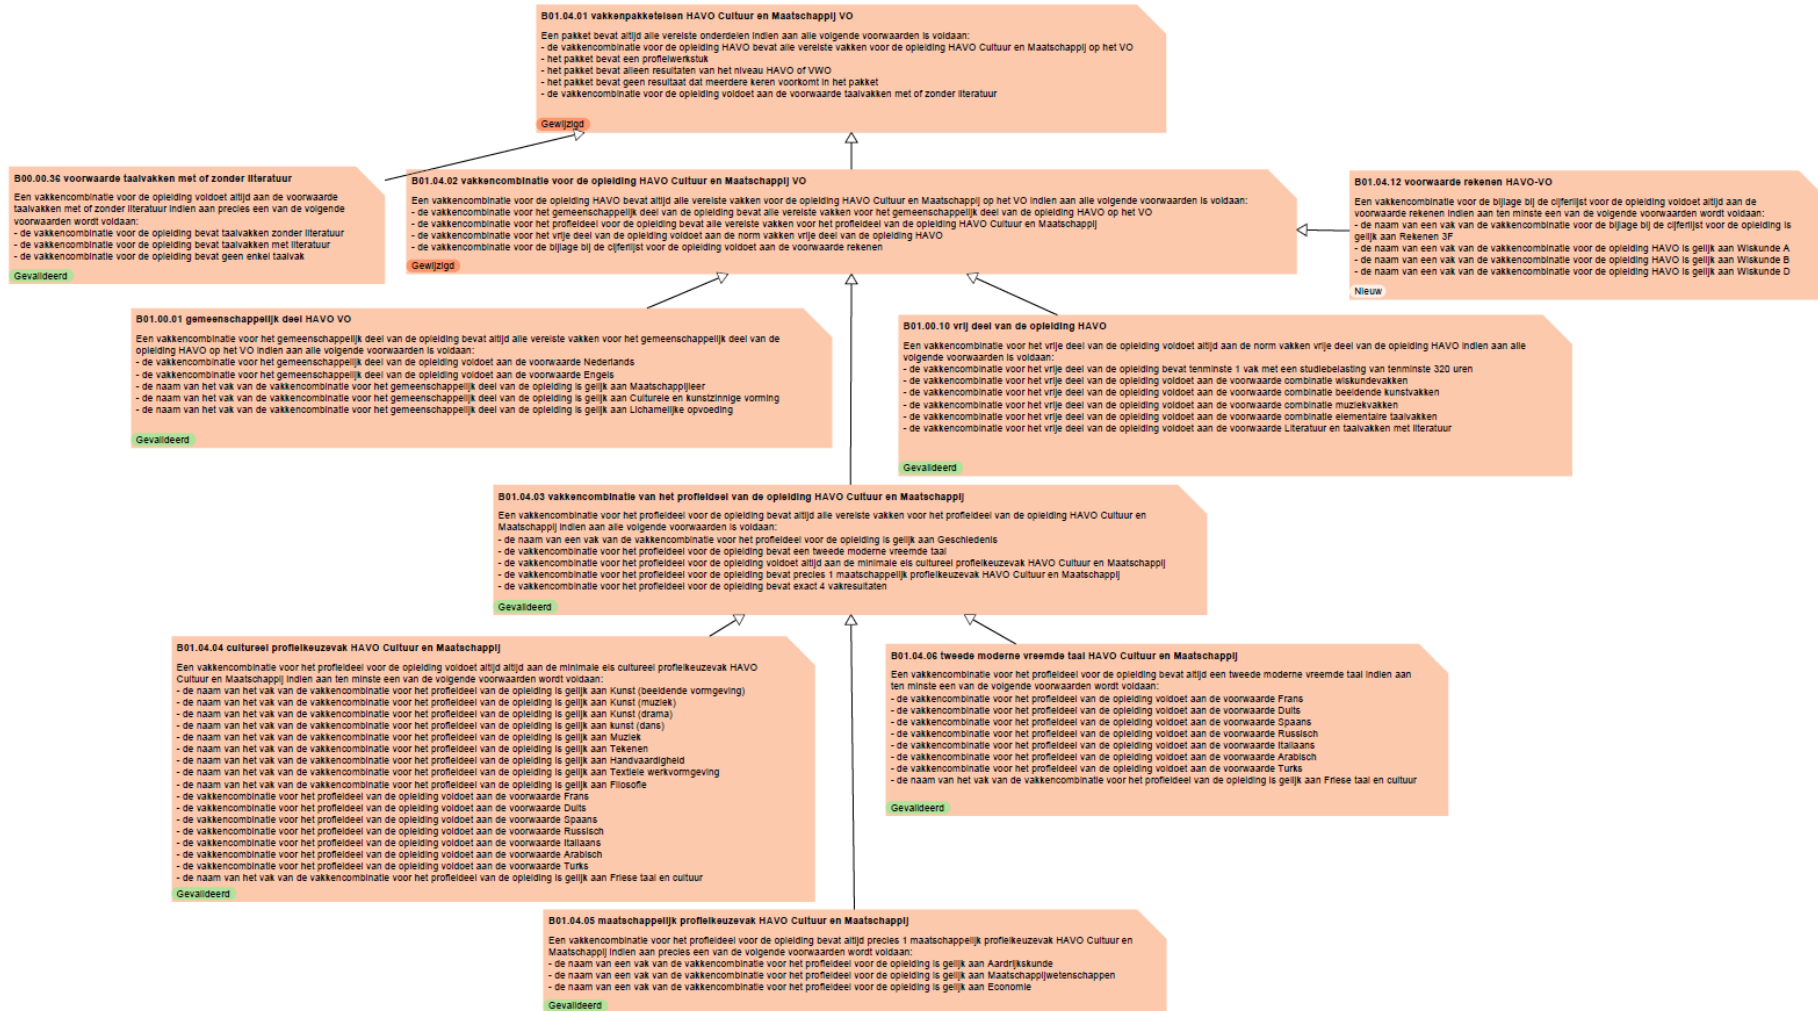 B01.04.01 vakkenpakketeisen HAVO Cultuur en Maatschappij VO
Een pakket bevat altijd alle vereiste onderdelen indien aan alle volgende voorwaarden is voldaan:
- de vakkencombinatie voor de opleiding HAVO bevat alle vereiste vakken voor de opleiding HAVO Cultuur en Maatschappij op het VO
- het pakket bevat een profielwerkstuk
- het pakket bevat alleen resultaten van het niveau HAVO of VWO
- het pakket bevat geen resultaat dat meerdere keren voorkomt in het pakket
- de vakkencombinatie voor de opleiding voldoet aan de voorwaarde taalvakken met of zonder literatuur
Gewijzigd
B00.00.36 voorwaarde taalvakken met of zonder literatuur
Een vakkencombinatie voor de opleiding voldoet altijd aan de voorwaarde
taalvakken met of zonder literatuur indien aan precies een van de volgende
voorwaarden wordt voldaan:
- de vakkencombinatie voor de opleiding bevat taalvakken zonder literatuur
- de vakkencombinatie voor de opleiding bevat taalvakken met literatuur
- de vakkencombinatie voor de opleiding bevat geen enkel taalvak
Gevalideerd
B01.04.02 vakkencombinatie voor de opleiding HAVO Cultuur en Maatschappij VO
Een vakkencombinatie voor de opleiding HAVO bevat altijd alle vereiste vakken voor de opleiding HAVO Cultuur en Maatschappij op het VO indien aan alle volgende voorwaarden is voldaan:
- de vakkencombinatie voor het gemeenschappelijk deel van de opleiding bevat alle vereiste vakken voor het gemeenschappelijk deel van de opleiding HAVO op het VO
- de vakkencombinatie voor het profieldeel voor de opleiding bevat alle vereiste vakken voor het profieldeel van de opleiding HAVO Cultuur en Maatschappij
- de vakkencombinatie voor het vrije deel van de opleiding voldoet aan de norm vakken vrije deel van de opleiding HAVO
- de vakkencombinatie voor de bijlage bij de cijferlijst voor de opleiding voldoet aan de voorwaarde rekenen
Gewijzigd
B01.04.12 voorwaarde rekenen HAVO-VO
Een vakkencombinatie voor de bijlage bij de cijferlijst voor de opleiding voldoet altijd aan de
voorwaarde rekenen indien aan ten minste een van de volgende voorwaarden wordt voldaan:
- de naam van een vak van de vakkencombinatie voor de bijlage bij de cijferlijst voor de opleiding is
gelijk aan Rekenen 3F
- de naam van een vak van de vakkencombinatie voor de opleiding HAVO is gelijk aan Wiskunde A
- de naam van een vak van de vakkencombinatie voor de opleiding HAVO is gelijk aan Wiskunde B
- de naam van een vak van de vakkencombinatie voor de opleiding HAVO is gelijk aan Wiskunde D
Nieuw
B01.00.01 gemeenschappelijk deel HAVO VO
Een vakkencombinatie voor het gemeenschappelijk deel van de opleiding bevat altijd alle vereiste vakken voor het gemeenschappelijk deel van de
opleiding HAVO op het VO indien aan alle volgende voorwaarden is voldaan:
- de vakkencombinatie voor het gemeenschappelijk deel van de opleiding voldoet aan de voorwaarde Nederlands
- de vakkencombinatie voor het gemeenschappelijk deel van de opleiding voldoet aan de voorwaarde Engels
- de naam van het vak van de vakkencombinatie voor het gemeenschappelijk deel van de opleiding is gelijk aan Maatschappijleer
- de naam van het vak van de vakkencombinatie voor het gemeenschappelijk deel van de opleiding is gelijk aan Culturele en kunstzinnige vorming
- de naam van het vak van de vakkencombinatie voor het gemeenschappelijk deel van de opleiding is gelijk aan Lichamelijke opvoeding
Gevalideerd
B01.00.10 vrij deel van de opleiding HAVO
Een vakkencombinatie voor het vrije deel van de opleiding voldoet altijd aan de norm vakken vrije deel van de opleiding HAVO indien aan alle
volgende voorwaarden is voldaan:
- de vakkencombinatie voor het vrije deel van de opleiding bevat tenminste 1 vak met een studiebelasting van tenminste 320 uren
- de vakkencombinatie voor het vrije deel van de opleiding voldoet aan de voorwaarde combinatie wiskundevakken
- de vakkencombinatie voor het vrije deel van de opleiding voldoet aan de voorwaarde combinatie beeldende kunstvakken
- de vakkencombinatie voor het vrije deel van de opleiding voldoet aan de voorwaarde combinatie muziekvakken
- de vakkencombinatie voor het vrije deel van de opleiding voldoet aan de voorwaarde combinatie elementaire taalvakken
- de vakkencombinatie voor het vrije deel van de opleiding voldoet aan de voorwaarde Literatuur en taalvakken met literatuur
Gevalideerd
B01.04.03 vakkencombinatie van het profieldeel van de opleiding HAVO Cultuur en Maatschappij
Een vakkencombinatie voor het profieldeel voor de opleiding bevat altijd alle vereiste vakken voor het profieldeel van de opleiding HAVO Cultuur en
Maatschappij indien aan alle volgende voorwaarden is voldaan:
- de naam van een vak van de vakkencombinatie voor het profieldeel voor de opleiding is gelijk aan Geschiedenis
- de vakkencombinatie voor het profieldeel voor de opleiding bevat een tweede moderne vreemde taal
- de vakkencombinatie voor het profieldeel voor de opleiding voldoet altijd aan de minimale eis cultureel profielkeuzevak HAVO Cultuur en Maatschappij
- de vakkencombinatie voor het profieldeel voor de opleiding bevat precies 1 maatschappelijk profielkeuzevak HAVO Cultuur en Maatschappij
- de vakkencombinatie voor het profieldeel voor de opleiding bevat exact 4 vakresultaten
Gevalideerd
B01.04.04 cultureel profielkeuzevak HAVO Cultuur en Maatschappij
Een vakkencombinatie voor het profieldeel voor de opleiding voldoet altijd altijd aan de minimale eis cultureel profielkeuzevak HAVO
Cultuur en Maatschappij indien aan ten minste een van de volgende voorwaarden wordt voldaan:
- de naam van het vak van de vakkencombinatie voor het profieldeel van de opleiding is gelijk aan Kunst (beeldende vormgeving)
- de naam van het vak van de vakkencombinatie voor het profieldeel van de opleiding is gelijk aan Kunst (muziek)
- de naam van het vak van de vakkencombinatie voor het profieldeel van de opleiding is gelijk aan Kunst (drama)
- de naam van het vak van de vakkencombinatie voor het profieldeel van de opleiding is gelijk aan kunst (dans)
- de naam van het vak van de vakkencombinatie voor het profieldeel van de opleiding is gelijk aan Muziek
- de naam van het vak van de vakkencombinatie voor het profieldeel van de opleiding is gelijk aan Tekenen
- de naam van het vak van de vakkencombinatie voor het profieldeel van de opleiding is gelijk aan Handvaardigheid
- de naam van het vak van de vakkencombinatie voor het profieldeel van de opleiding is gelijk aan Textiele werkvormgeving
- de naam van het vak van de vakkencombinatie voor het profieldeel van de opleiding is gelijk aan Filosofie
- de vakkencombinatie voor het profieldeel van de opleiding voldoet aan de voorwaarde Frans
- de vakkencombinatie voor het profieldeel van de opleiding voldoet aan de voorwaarde Duits
- de vakkencombinatie voor het profieldeel van de opleiding voldoet aan de voorwaarde Spaans
- de vakkencombinatie voor het profieldeel van de opleiding voldoet aan de voorwaarde Russisch
- de vakkencombinatie voor het profieldeel van de opleiding voldoet aan de voorwaarde Italiaans
- de vakkencombinatie voor het profieldeel van de opleiding voldoet aan de voorwaarde Arabisch
- de vakkencombinatie voor het profieldeel van de opleiding voldoet aan de voorwaarde Turks
- de naam van het vak van de vakkencombinatie voor het profieldeel van de opleiding is gelijk aan Friese taal en cultuur
Gevalideerd
B01.04.06 tweede moderne vreemde taal HAVO Cultuur en Maatschappij
Een vakkencombinatie voor het profieldeel voor de opleiding bevat altijd een tweede moderne vreemde taal indien aan
ten minste een van de volgende voorwaarden wordt voldaan:
- de vakkencombinatie voor het profieldeel van de opleiding voldoet aan de voorwaarde Frans
- de vakkencombinatie voor het profieldeel van de opleiding voldoet aan de voorwaarde Duits
- de vakkencombinatie voor het profieldeel van de opleiding voldoet aan de voorwaarde Spaans
- de vakkencombinatie voor het profieldeel van de opleiding voldoet aan de voorwaarde Russisch
- de vakkencombinatie voor het profieldeel van de opleiding voldoet aan de voorwaarde Italiaans
- de vakkencombinatie voor het profieldeel van de opleiding voldoet aan de voorwaarde Arabisch
- de vakkencombinatie voor het profieldeel van de opleiding voldoet aan de voorwaarde Turks
- de naam van het vak van de vakkencombinatie voor het profieldeel van de opleiding is gelijk aan Friese taal en cultuur
Gevalideerd
B01.04.05 maatschappelijk profielkeuzevak HAVO Cultuur en Maatschappij
Een vakkencombinatie voor het profieldeel voor de opleiding bevat altijd precies 1 maatschappelijk profielkeuzevak HAVO Cultuur en
Maatschappij indien aan precies een van de volgende voorwaarden wordt voldaan:
- de naam van een vak van de vakkencombinatie voor het profieldeel voor de opleiding is gelijk aan Aardrijkskunde
- de naam van een vak van de vakkencombinatie voor het profieldeel voor de opleiding is gelijk aan Maatschappijwetenschappen
- de naam van een vak van de vakkencombinatie voor het profieldeel voor de opleiding is gelijk aan Economie
Gevalideerd